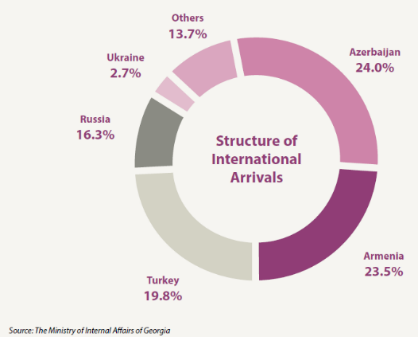 Others
13.7%
Azerbaijan
24.0%
Ukraine
2.7%
Russia
16.3%
Structure of
International
Arrivals
Armenia
23.5%
Turkey
19.8%
Source: The Ministry of Internal Affairs of Georgia